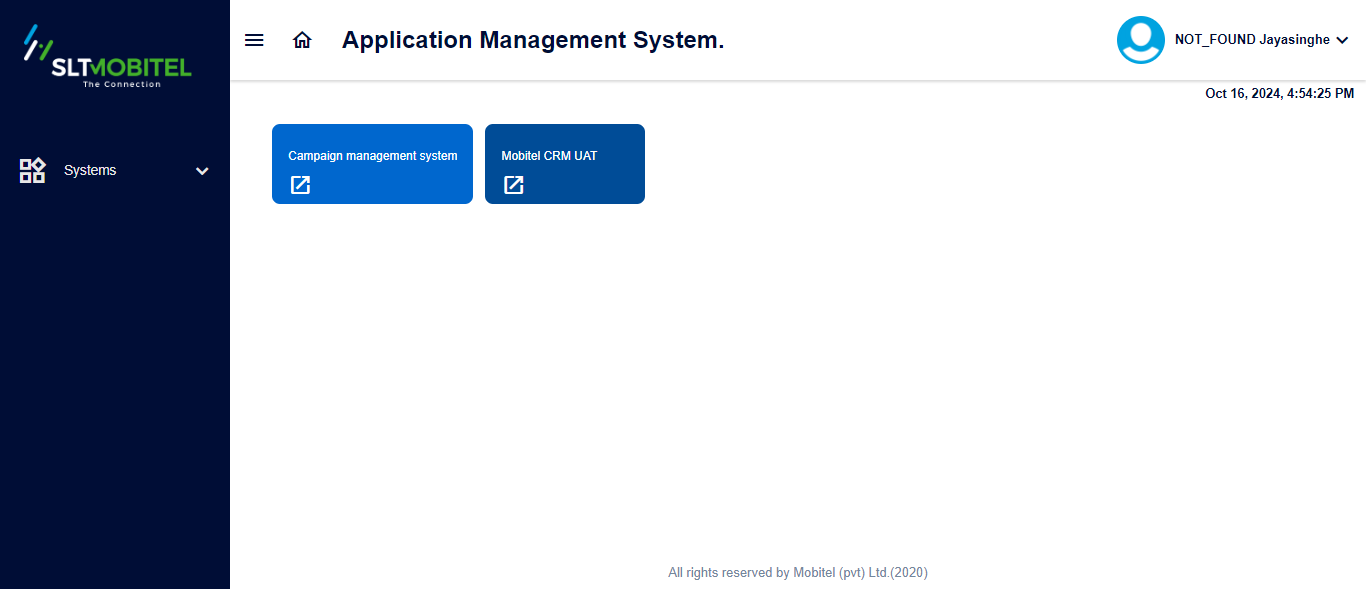 SLTMOBITEL
The Connection
Application Management System.
NOT_FOUND Jayasinghe
Oct 16, 2024, 4:54:25 PM
Systems
Campaign management system
Mobitel CRM UAT
All rights reserved by Mobitel (pvt) Ltd.(2020)